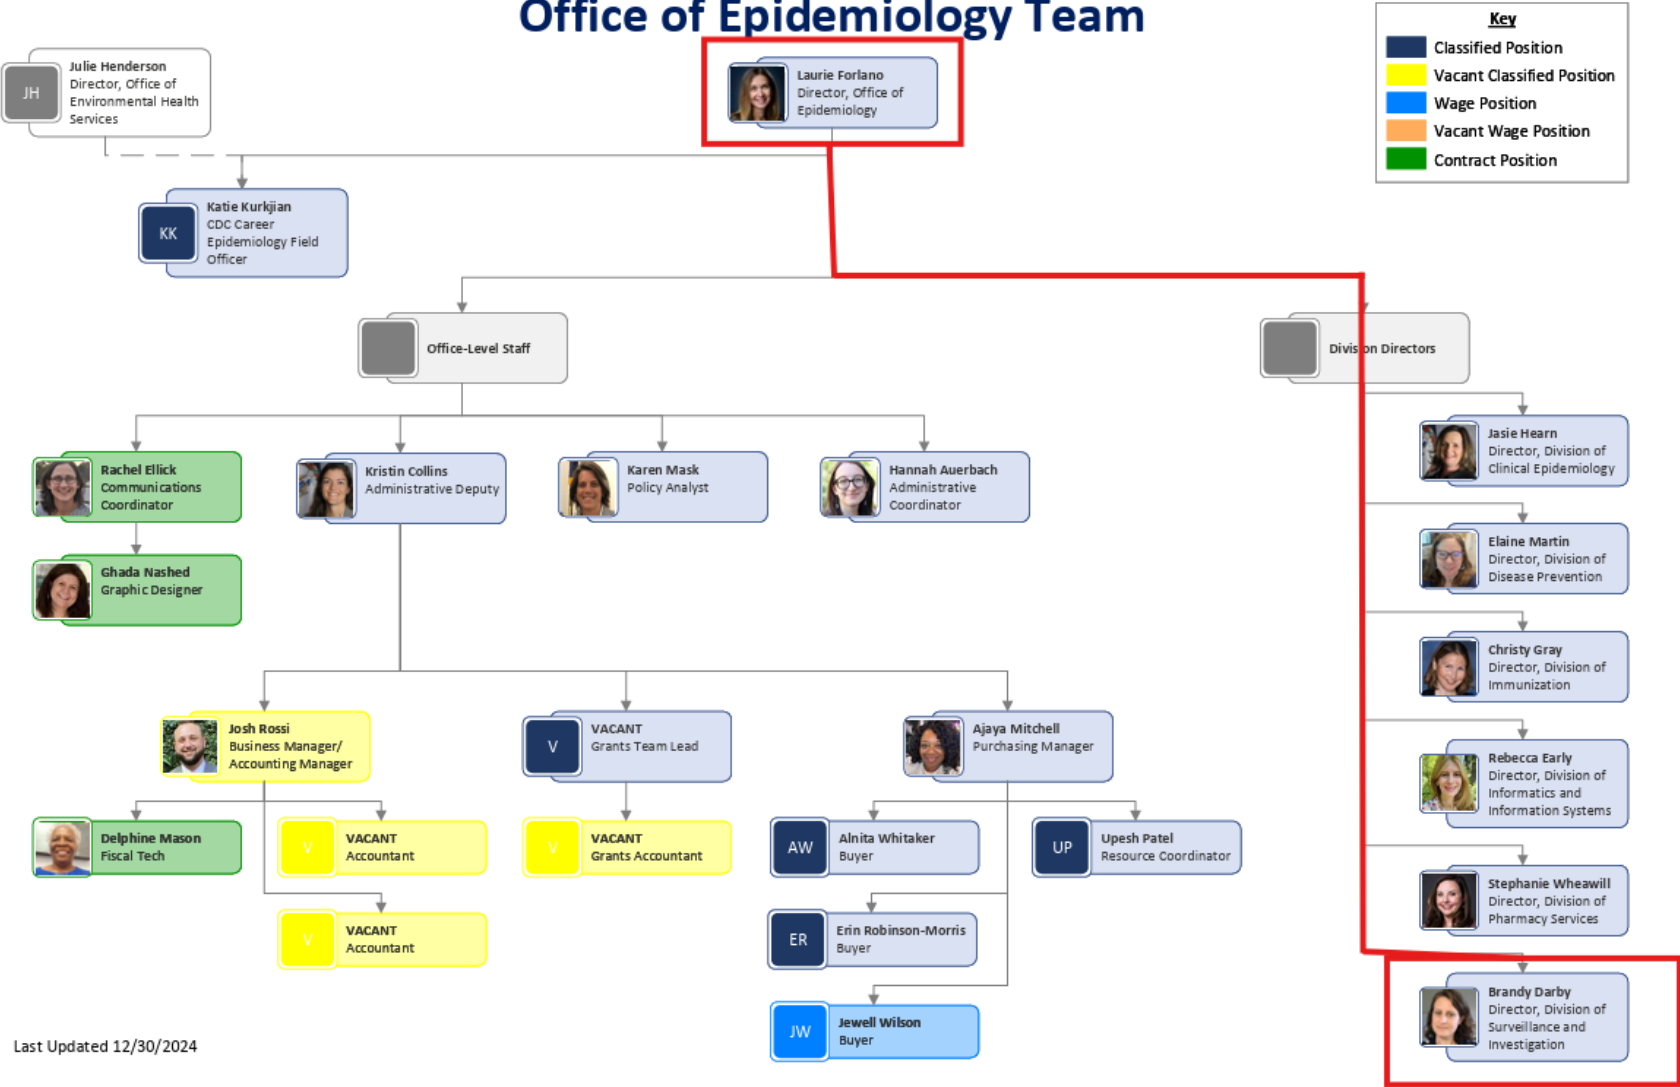 Office of Epidemiology Team
Key
Classified Position
Vacant Classified Position
Wage Position
Vacant Wage Position
Contract Position
JH
Julie Henderson
Director, Office of
Environmental Health
Services
Laurie Forlano
Director, Office of
Epidemiology
KK
Katie Kurkjian
CDC Career
Epidemiology Field
Officer
Office-Level Staff
Division Directors
Rachel Ellick
Communications
Coordinator
Kristin Collins
Administrative Deputy
Karen Mask
Policy Analyst
Hannah Auerbach
Administrative
Coordinator
Ghada Nashed
Graphic Designer
Jasie Hearn
Director, Division of
Clinical Epidemiology
Elaine Martin
Director, Division of
Disease Prevention
Christy Gray
Director, Division of
Immunization
Rebecca Early
Director, Division of
Informatics and
Information Systems
Stephanie Wheawill
Director, Division of
Pharmacy Services
Brandy Darby
Director, Division of
Surveillance and
Investigation
Josh Rossi
Business Manager/
Accounting Manager
V
VACANT
Grants Team Lead
Ajaya Mitchell
Purchasing Manager
Delphine Mason
Fiscal Tech
V
VACANT
Accountant
V
VACANT
Grants Accountant
AW
Alnita Whitaker
Buyer
UP
Upesh Patel
Resource Coordinator
V
VACANT
Accountant
ER
Erin Robinson-Morris
Buyer
JW
Jewell Wilson
Buyer
Last Updated 12/30/2024